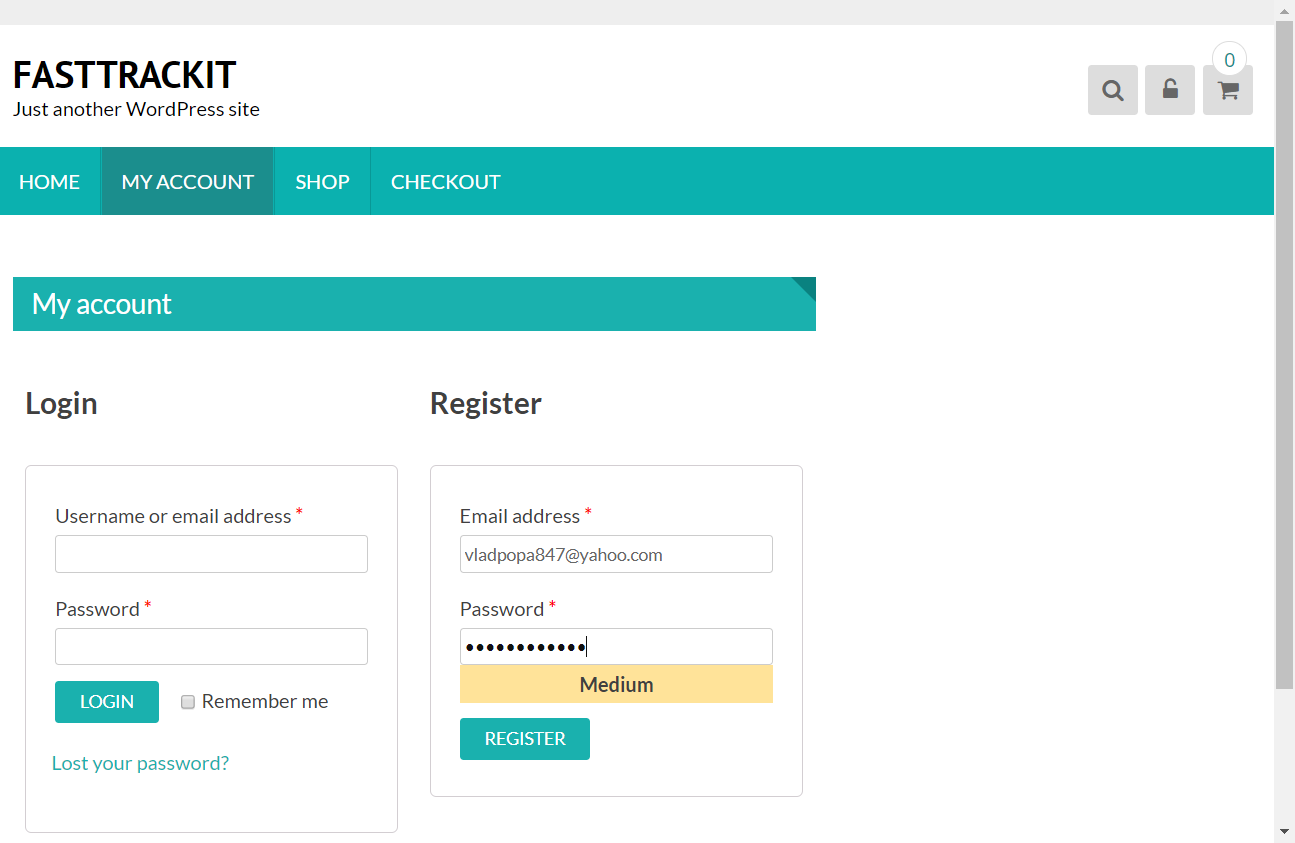 FASTTRACKIT
Just another WordPress site
0
HOME
MY ACCOUNT
SHOP
CHECKOUT
My account
Login
Register
Username or email address *
Password *
LOGIN
Remember me
Lost your password?
Email address *
vladpopa847@yahoo.com
Password *
••••••••••••
Medium
REGISTER